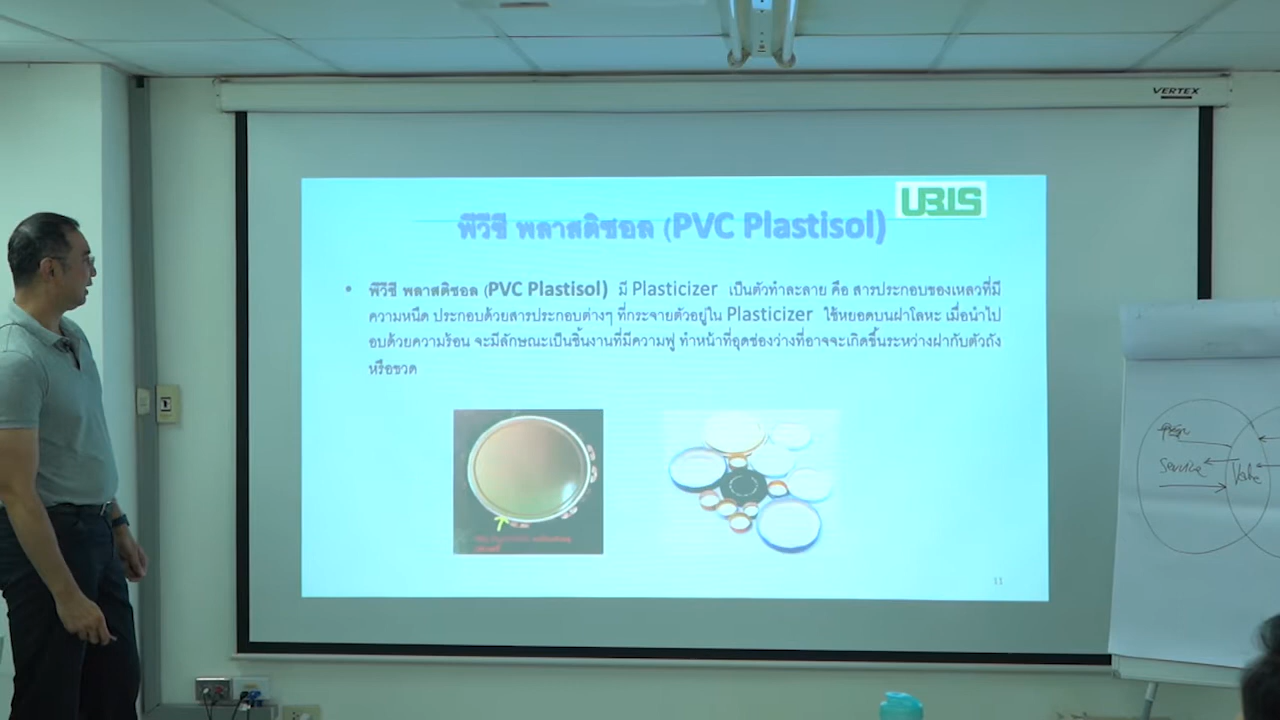 VERTEX
UBIS
พีวีซี พลาสติซอล (PVC Plastisol)
• พีวีซี พลาสติซอล (PVC Plastisol) มี Plasticizer เป็นตัวทำละลาย คือ สารประกอบของเหลวที่มี
ความหนืด ประกอบด้วยสารประกอบต่างๆ ที่กระจายตัวอยู่ใน Plasticizer ใช้หยอดบนฝาโลหะ เมื่อนำไป
อบด้วยความร้อน จะมีลักษณะเป็นชิ้นงานที่มีความฟู ทำหน้าที่อุดช่องว่างที่อาจจะเกิดขึ้นระหว่างฝากับตัวถัง
หรือขวด
11
Service